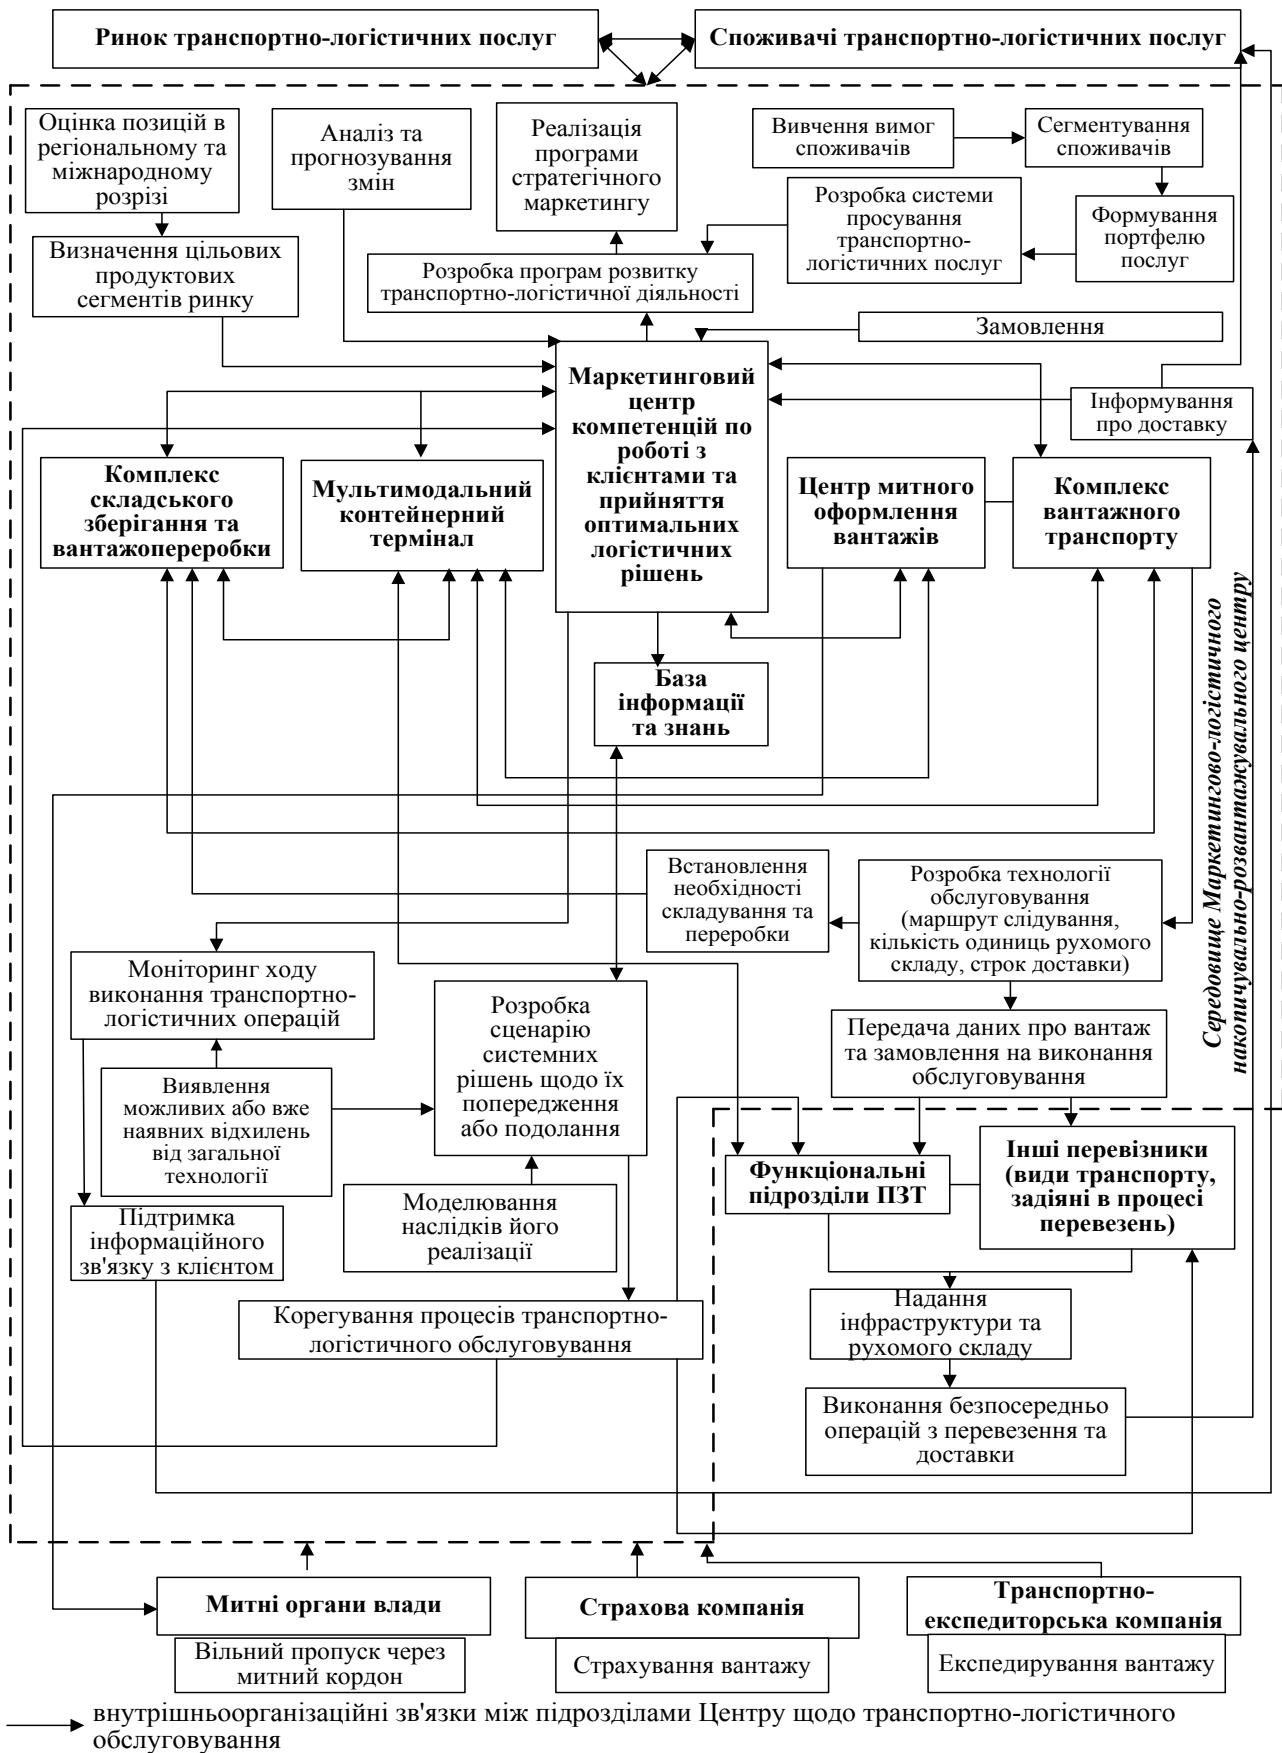 Ринок транспортно-логістичних послуг
Споживачі транспортно-логістичних послуг
Оцінка позицій в
регіональному та
міжнародному
розрізі
Аналіз та
прогнозування
змін
Реалізація
програми
стратегічного
маркетингу
Вивчення вимог
споживачів
Сегментування
споживачів
Розробка системи
просування
транспортно-
логістичних послуг
Формування
портфелю
послуг
Визначення цільових
продуктових
сегментів ринку
Розробка програм розвитку
транспортно-логістичної діяльності
Замовлення
Маркетинговий
центр
компетенцій по
роботі з
клієнтами та
прийняття
оптимальних
логістичних
рішень
Інформування
про доставку
Комплекс
складського
зберігання та
вантажопереробки
Мультимодальний
контейнерний
термінал
Центр митного
оформлення
вантажів
Комплекс
вантажного
транспорту
Середовище Маркетингово-логістичного
накопичувально-розвантажувального центру
База
інформації
та знань
Встановлення
необхідності
складування та
переробки
Розробка технології
обслуговування
(маршрут слідування,
кількість одиниць рухомого
складу, строк доставки)
Моніторинг ходу
виконання транспортно-
логістичних операцій
Розробка
сценарію
системних
рішень щодо їх
попередження
або подолання
Передача даних про вантаж
та замовлення на виконання
обслуговування
Виявлення
можливих або вже
наявних відхилень
від загальної
технології
Функціональні
підрозділи ПЗТ
Інші перевізники
(види транспорту,
задіяні в процесі
перевезень)
Моделювання
наслідків його
реалізації
Підтримка
інформаційного
зв'язку з клієнтом
Корегування процесів транспортно-
логістичного обслуговування
Надання
інфраструктури та
рухомого складу
Виконання безпосередньо
операцій з перевезення та
доставки
Митні органи влади
Вільний пропуск через
митний кордон
Страхова компанія
Страхування вантажу
Транспортно-
експедиторська компанія
Експедирування вантажу
внутрішньоорганізаційні зв'язки між підрозділами Центру щодо транспортно-логістичного
обслуговування